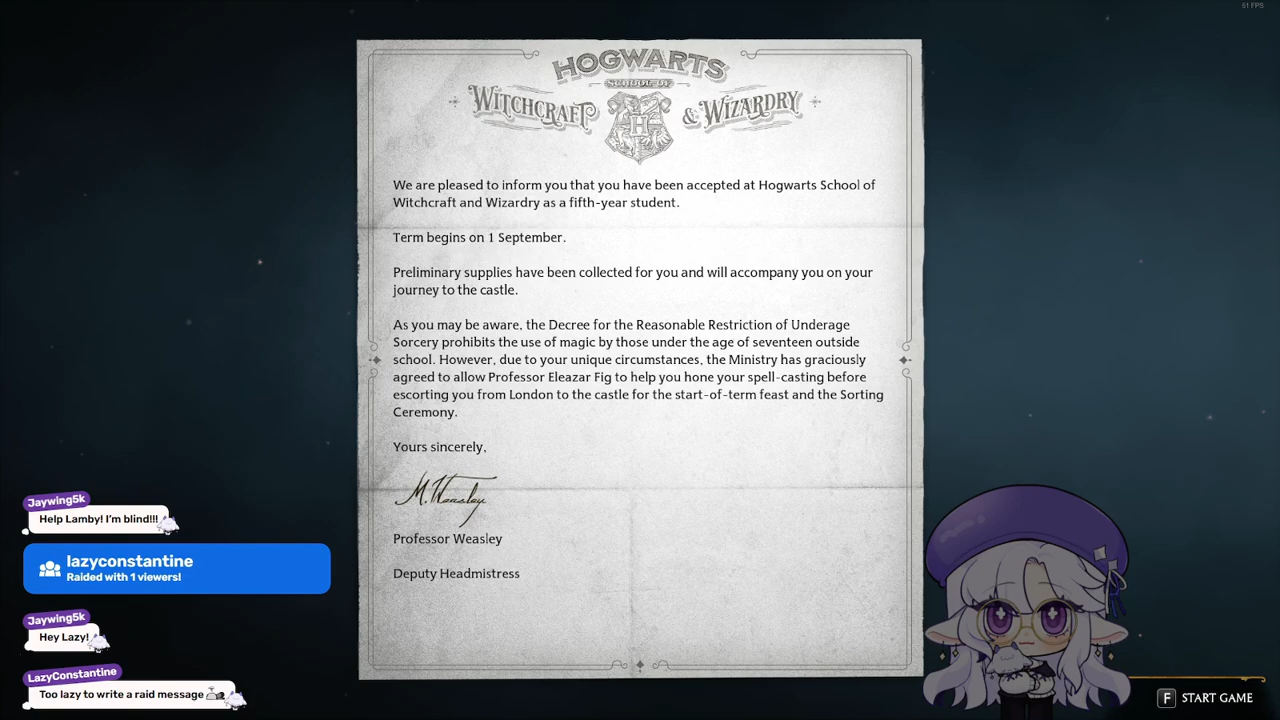 51 FPS
HOGWARTS
SCHOOL OF
WITCHCRAFT & WIZARDRY
H
We are pleased to inform you that you have been accepted at Hogwarts School of
Witchcraft and Wizardry as a fifth-year student.
Term begins on 1 September.
Preliminary supplies have been collected for you and will accompany you on your
journey to the castle.
As you may be aware, the Decree for the Reasonable Restriction of Underage
Sorcery prohibits the use of magic by those under the age of seventeen outside
school. However, due to your unique circumstances, the Ministry has graciously
agreed to allow Professor Eleazar Fig to help you hone your spell-casting before
escorting you from London to the castle for the start-of-term feast and the Sorting
Ceremony.
Yours sincerely,
M. Weasley
Professor Weasley
Deputy Headmistress
Jaywing5k
Help Lamby! I'm blind!!!
lazyconstantine
Raided with 1 viewers!
Jaywing5k
Hey Lazy!
LazyConstantine
Too lazy to write a raid message
F START GAME